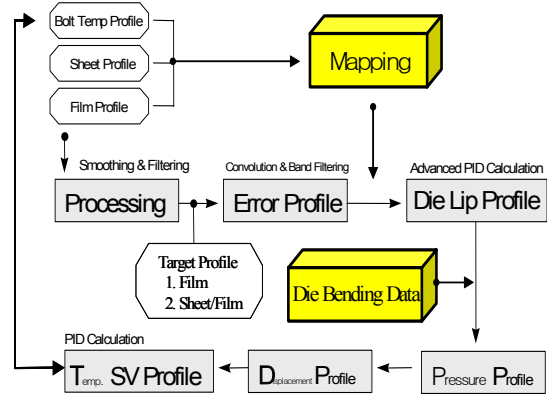 Bolt Temp Profile
Sheet Profile
Film Profile
Mapping
Smoothing & Filtering
Convolution & Band Filtering
Advanced PID Calculation
Processing
Error Profile
Die Lip Profile
Target Profile
1. Film
2. Sheet/Film
Die Bending Data
PID Calculation
Temp. SV Profile
Displacement Profile
Pressure Profile